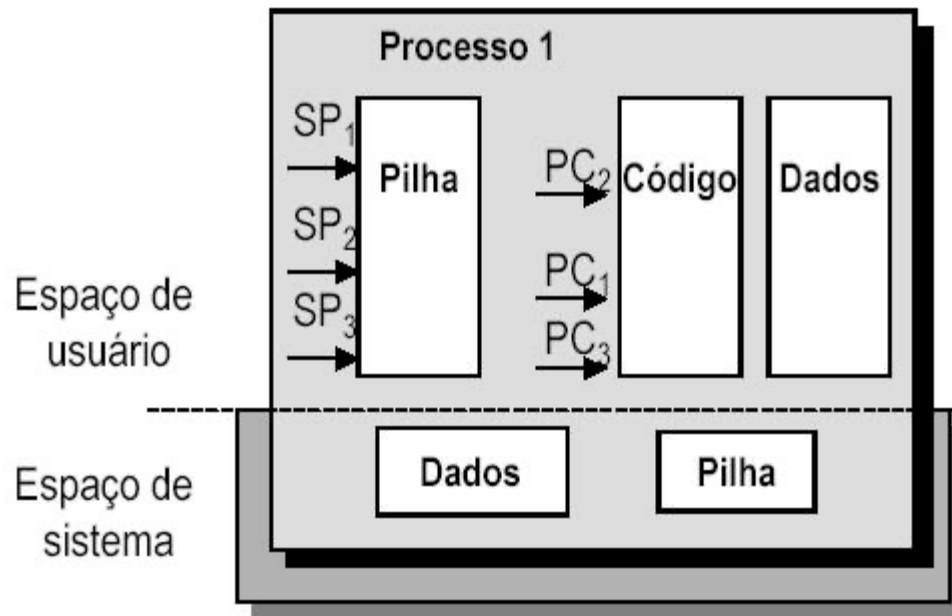 Processo 1
SP₁
SP₂
SP₃
Pilha
PC₂
PC₁
PC₃
Código
Dados
Espaço de
usuário
Espaço de
sistema
Dados
Pilha